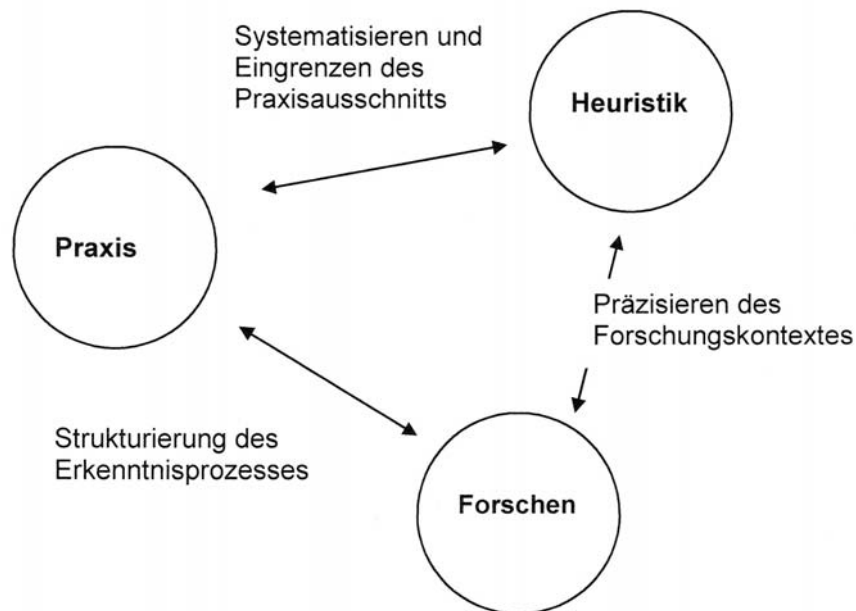 Systematisieren und
Eingrenzen des
Praxisausschnitts
Heuristik
Praxis
Präzisieren des
Forschungskontextes
Strukturierung des
Erkenntnisprozesses
Forschen